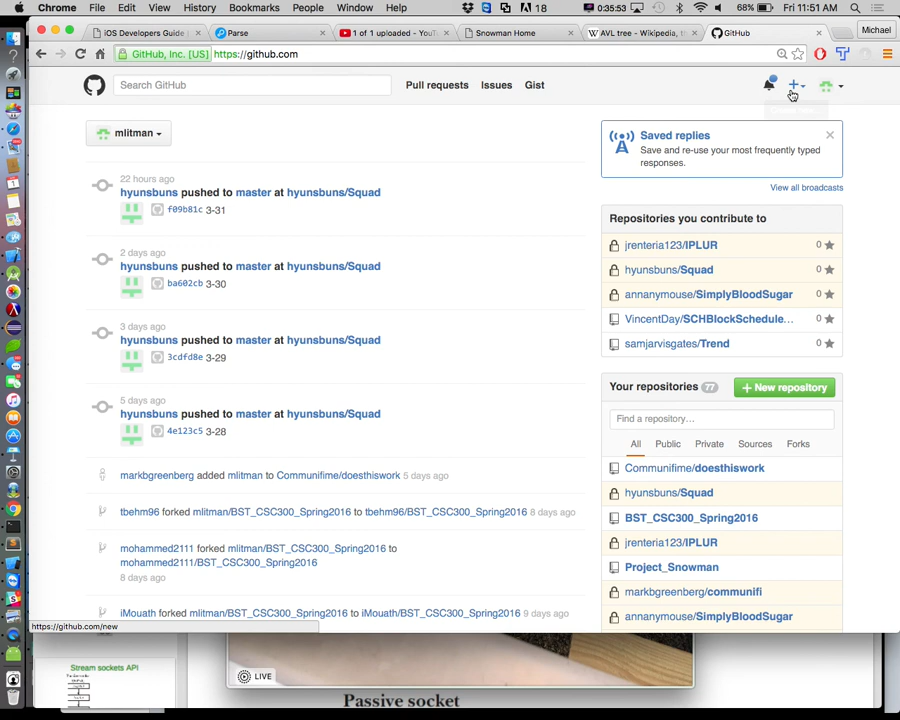 Chrome File Edit View History Bookmarks People Window Help 18 0:35:53 68% Fri 11:51 AM
iOS Developers Guide Parse 1 of 1 uploaded - You Snowman Home AVL tree - Wikipedia GitHub Michael
GitHub, Inc. [US] https://github.com
Search GitHub Pull requests Issues Gist
mlitman
Saved replies
Save and re-use your most frequently typed
responses.
View all broadcasts
22 hours ago
hyunsbuns pushed to master at hyunsbuns/Squad
f09b81c 3-31
2 days ago
hyunsbuns pushed to master at hyunsbuns/Squad
ba602cb 3-30
3 days ago
hyunsbuns pushed to master at hyunsbuns/Squad
3cdfd8e 3-29
5 days ago
hyunsbuns pushed to master at hyunsbuns/Squad
4e123c5 3-28
markbgreenberg added mlitman to Communifime/doesthiswork 5 days ago
tbehm96 forked mlitman/BST_CSC300_Spring2016 to tbehm96/BST_CSC300_Spring2016 8 days ago
mohammed2111 forked mlitman/BST_CSC300_Spring2016 to
mohammed2111/BST_CSC300_Spring2016
8 days ago
iMouath forked mlitman/BST_CSC300_Spring2016 to iMouath/BST_CSC300_Spring2016 9 days ago
Repositories you contribute to
jrenteria123/IPLUR 0
hyunsbuns/Squad 0
annanymouse/SimplyBloodSugar 0
VincentDay/SCHBlockSchedule... 0
samjarvisgates/Trend 0
Your repositories 77 New repository
Find a repository…
All Public Private Sources Forks
Communifime/doesthiswork
hyunsbuns/Squad
BST_CSC300_Spring2016
jrenteria123/IPLUR
Project_Snowman
markbgreenberg/communifi
annanymouse/SimplyBloodSugar
https://github.com/new
Stream sockets API
LIVE
Passive socket